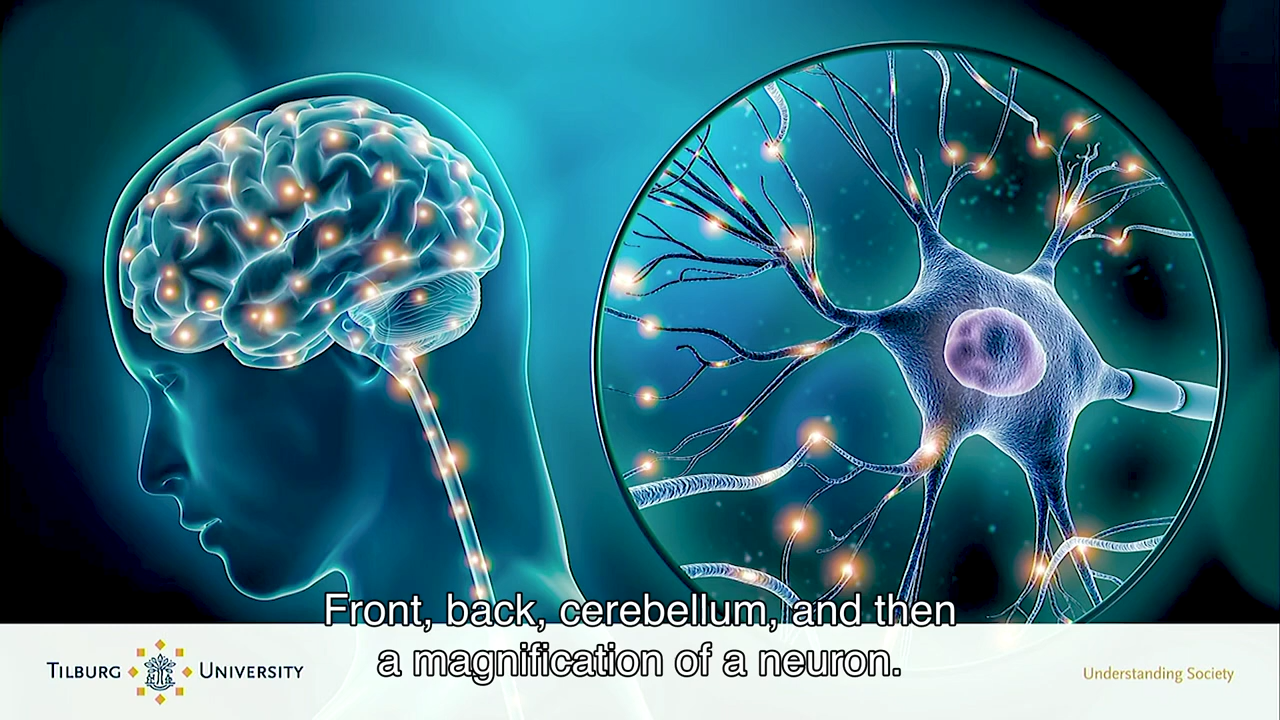 Front, back, cerebellum, and then
a magnification of a neuron.
TILBURG UNIVERSITY
Understanding Society